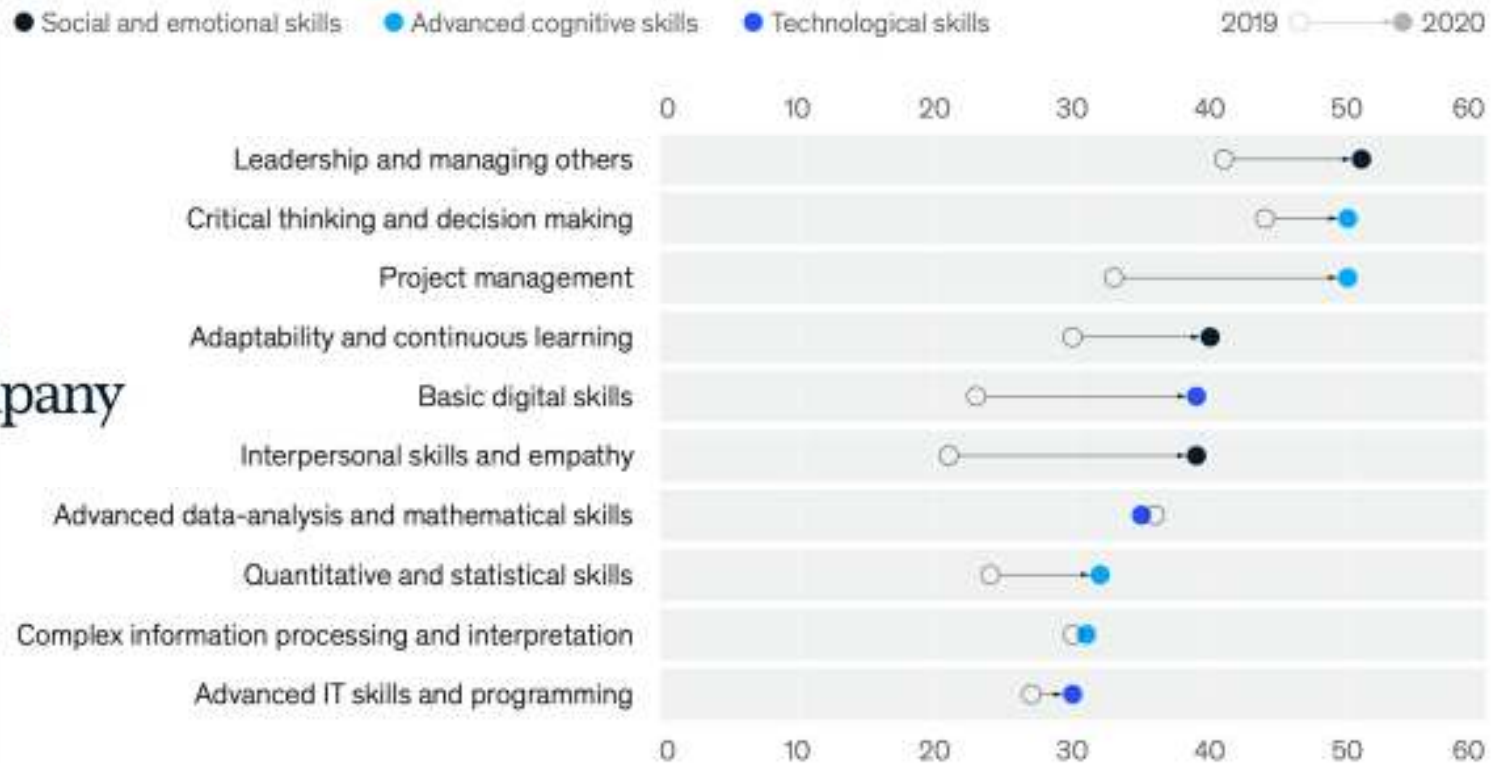 Social and emotional skills Advanced cognitive skills Technological skills 2019 2020
0 10 20 30 40 50 60
Leadership and managing others
Critical thinking and decision making
Project management
Adaptability and continuous learning
pany
Basic digital skills
Interpersonal skills and empathy
Advanced data-analysis and mathematical skills
Quantitative and statistical skills
Complex information processing and interpretation
Advanced IT skills and programming
0 10 20 30 40 50 60